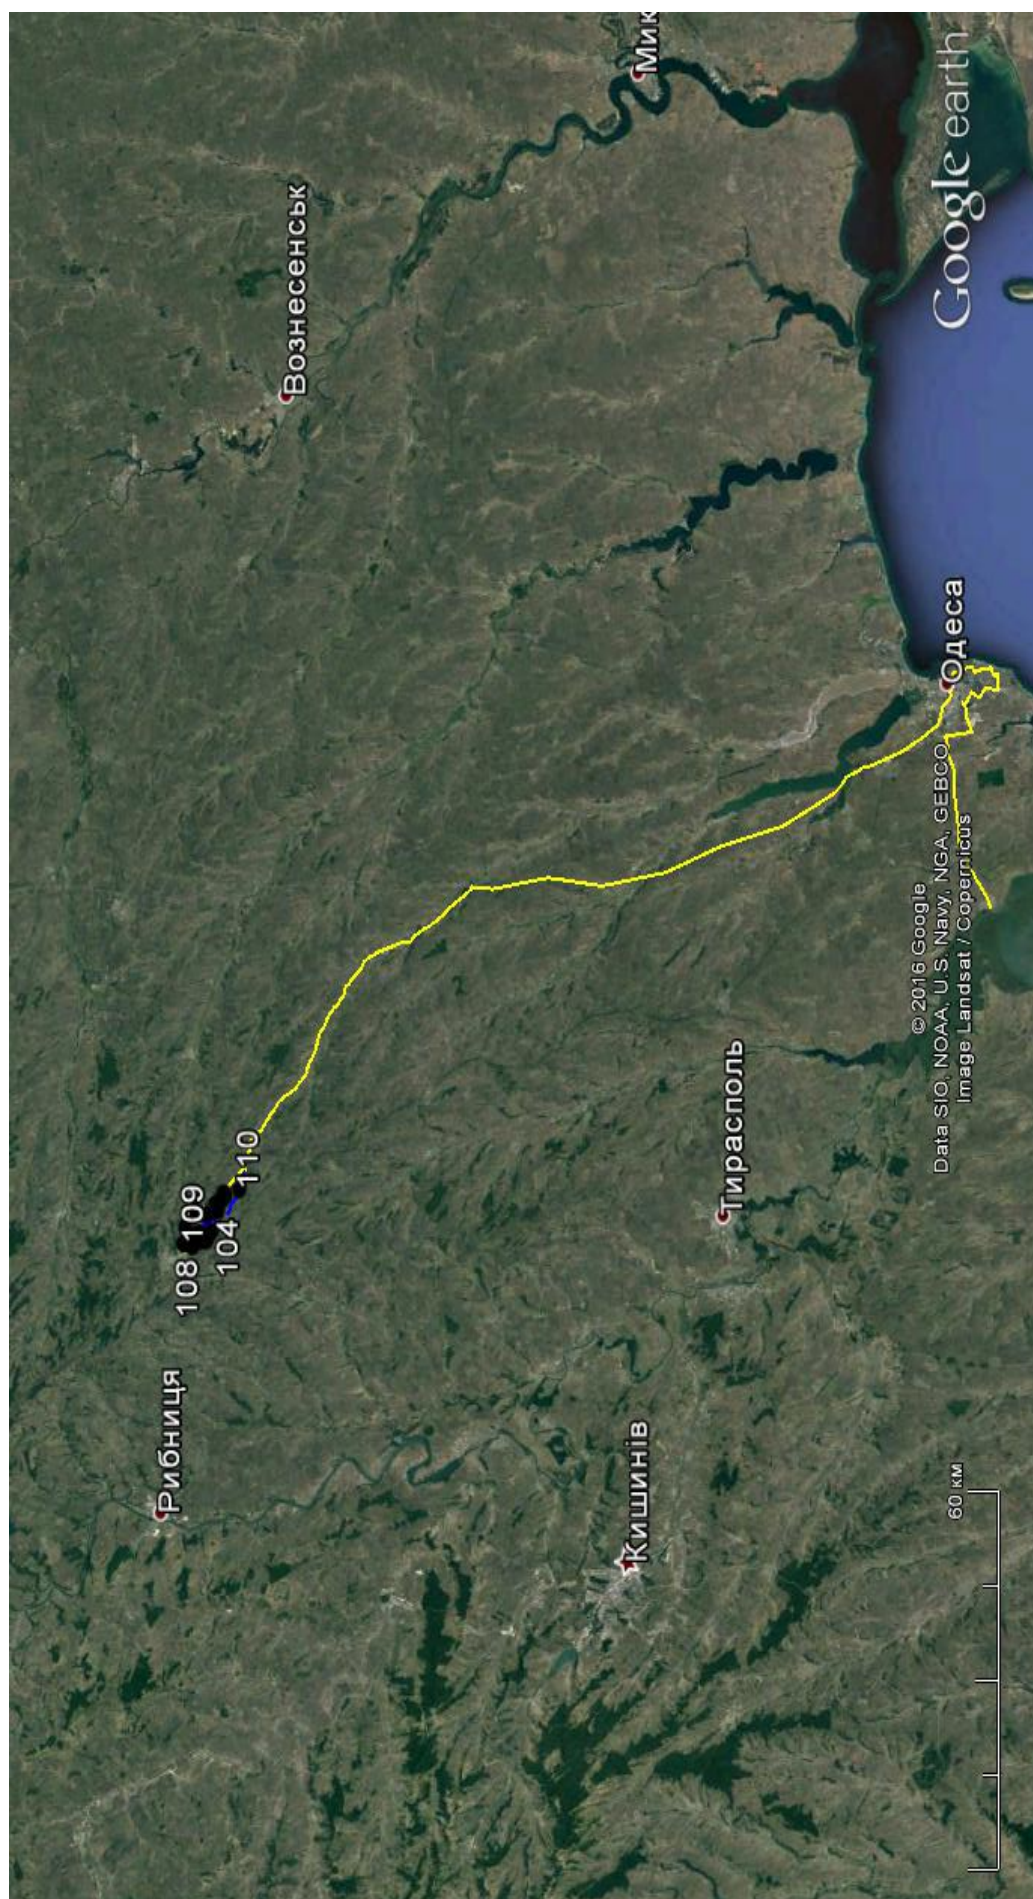 Рибниця
108
109
104
110
Вознесенськ
Кишинів
Мик
Тирасполь
Одеса
© 2016 Google
Data SIO, NOAA, U.S. Navy, NGA, GEBCO
Image Landsat / Copernicus
60 км
Google earth